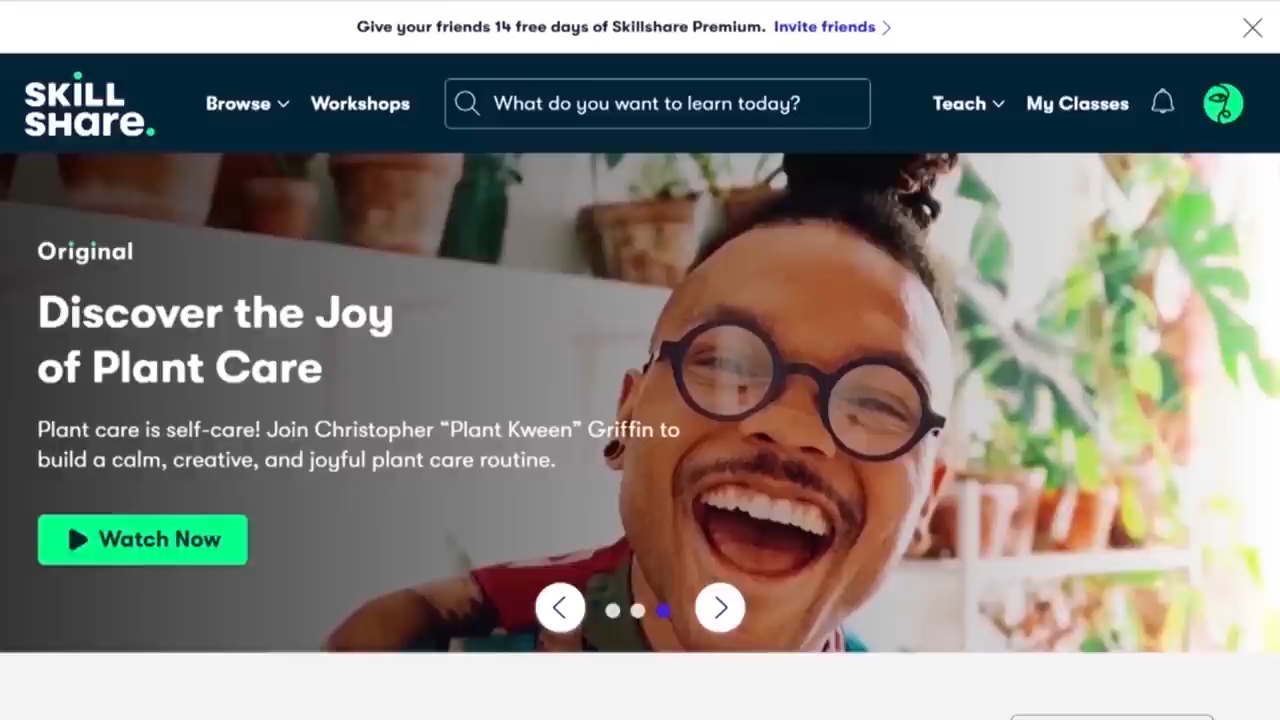 Give your friends 14 free days of Skillshare Premium. Invite friends
SKILL
SHare.
Browse
Workshops
What do you want to learn today?
Teach
My Classes
Original
Discover the Joy
of Plant Care
Plant care is self-care! Join Christopher “Plant Kween” Griffin to
build a calm, creative, and joyful plant care routine.
Watch Now